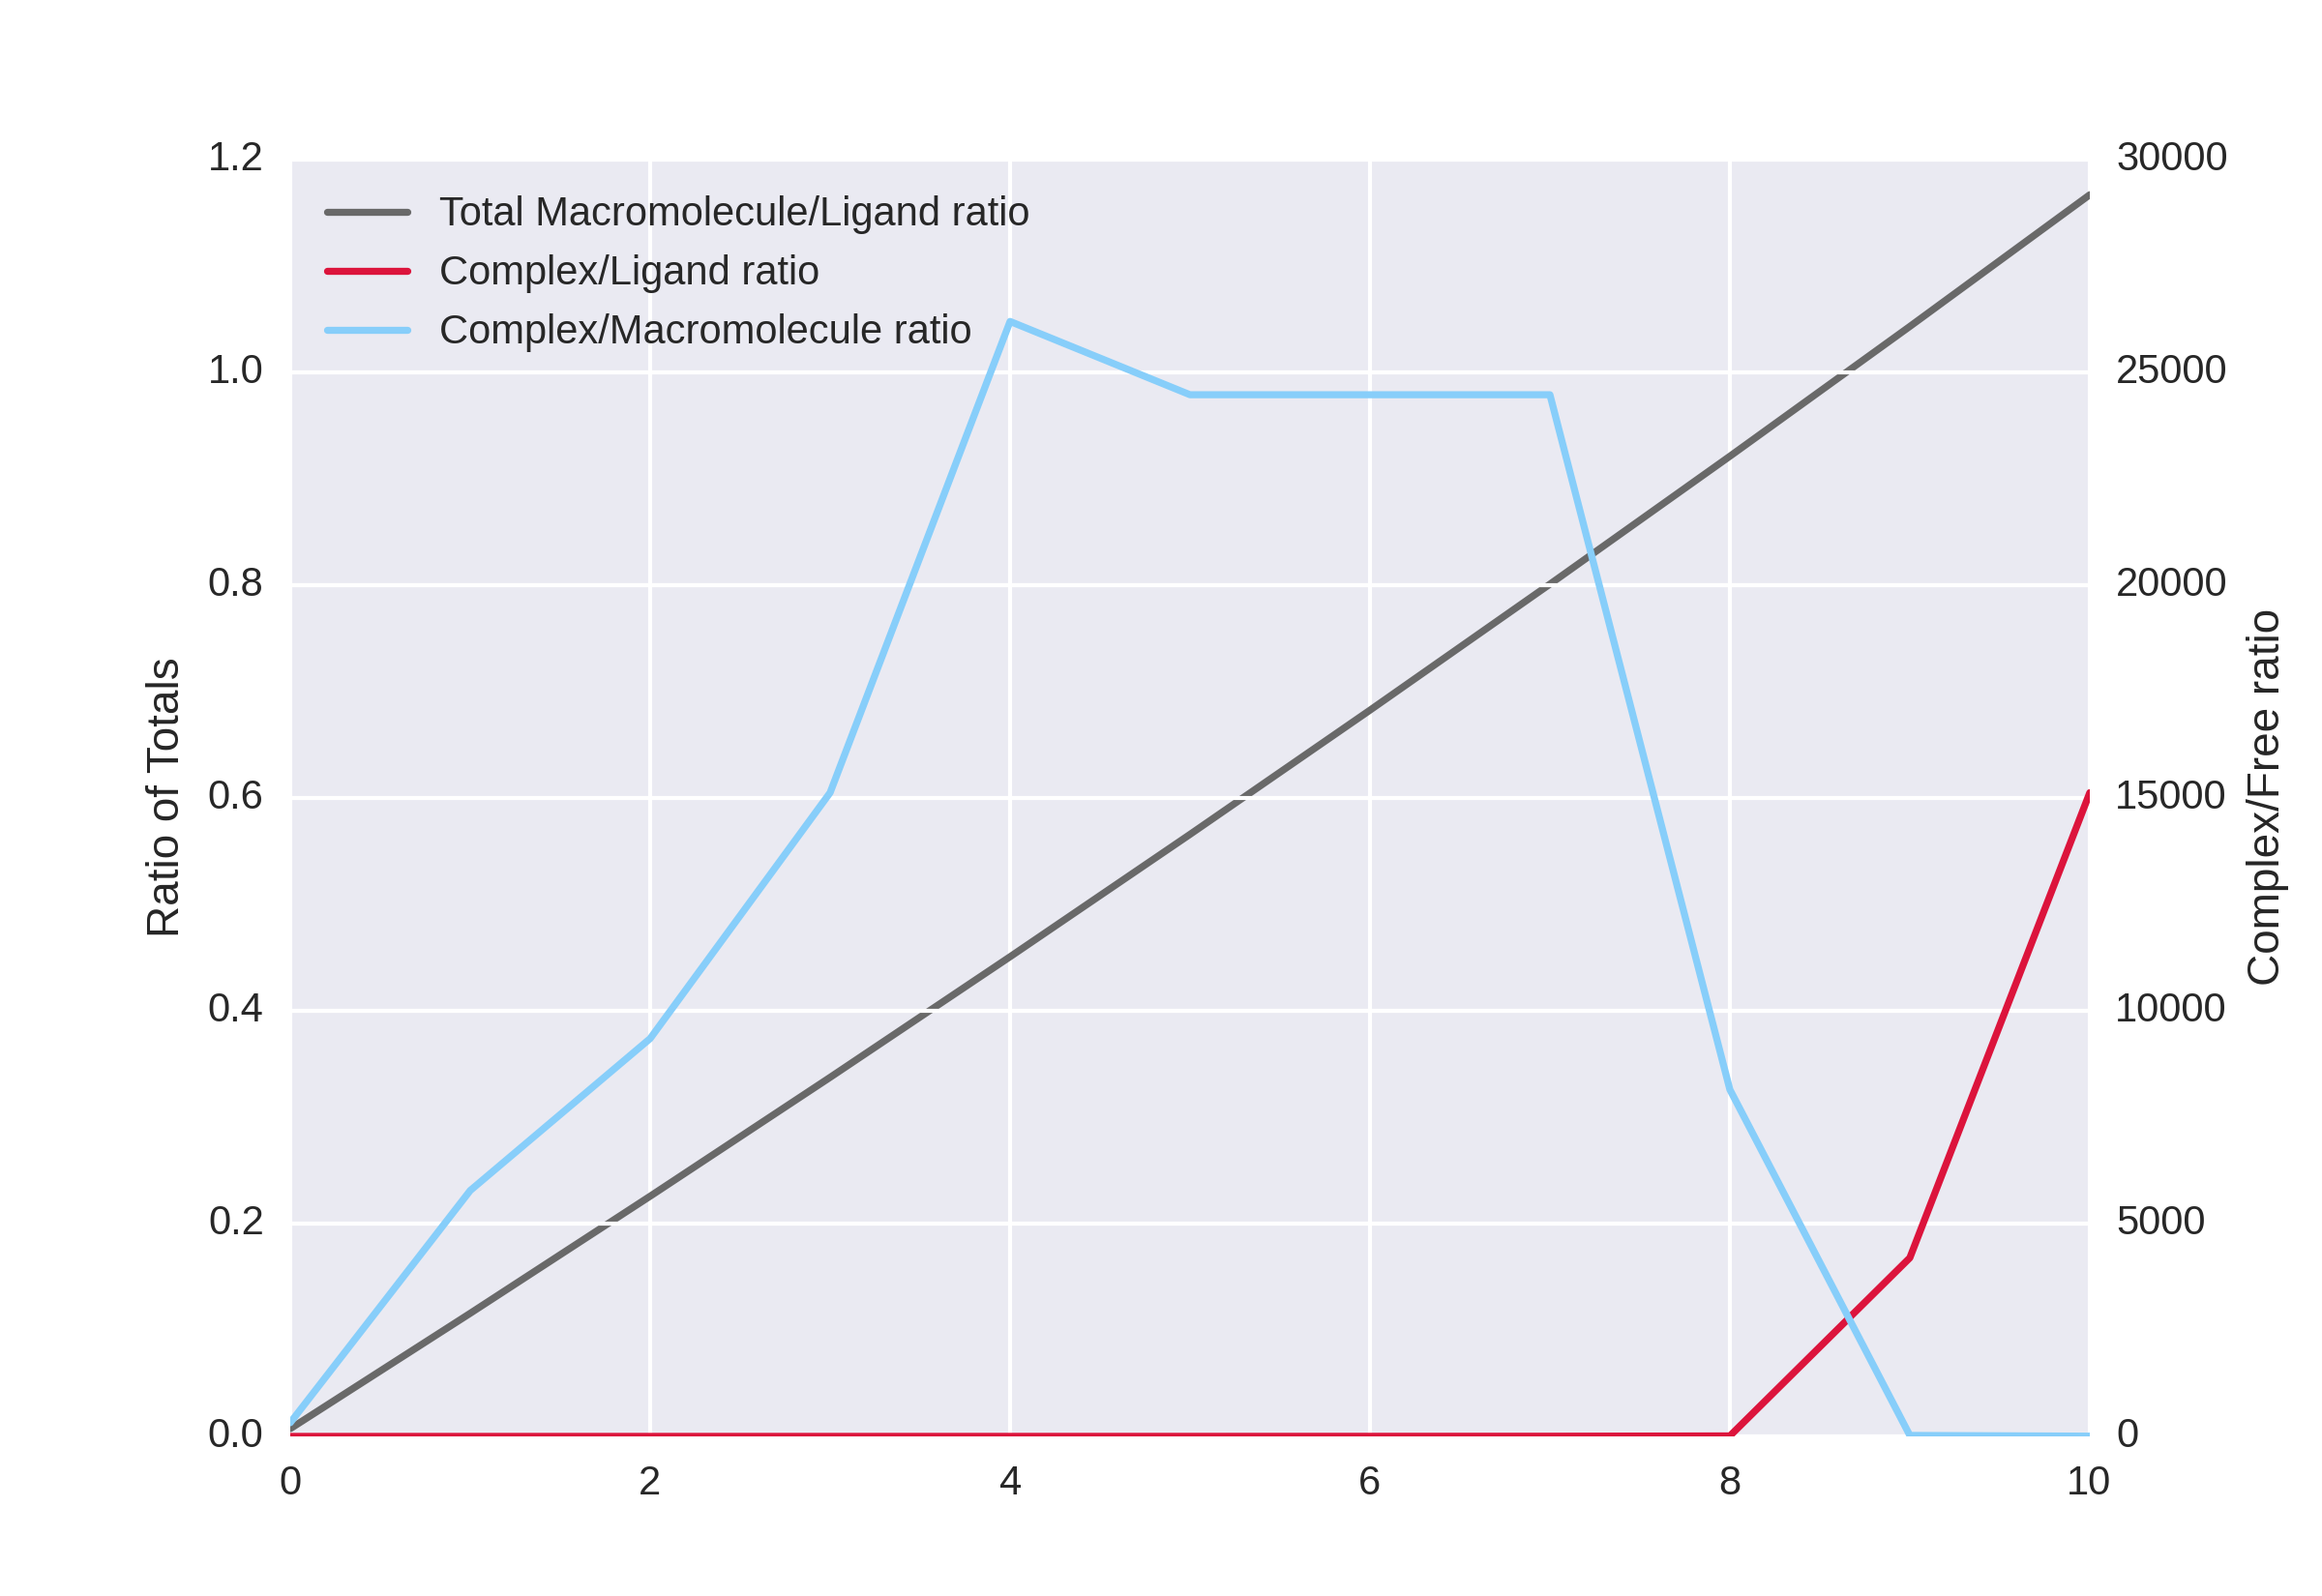 1.2
1.0
0.8
0.6
0.4
0.2
0.0
Ratio of Totals
Total Macromolecule/Ligand ratio
Complex/Ligand ratio
Complex/Macromolecule ratio
30000
25000
20000
15000
10000
5000
0
Complex/Free ratio
0 2 4 6 8 10